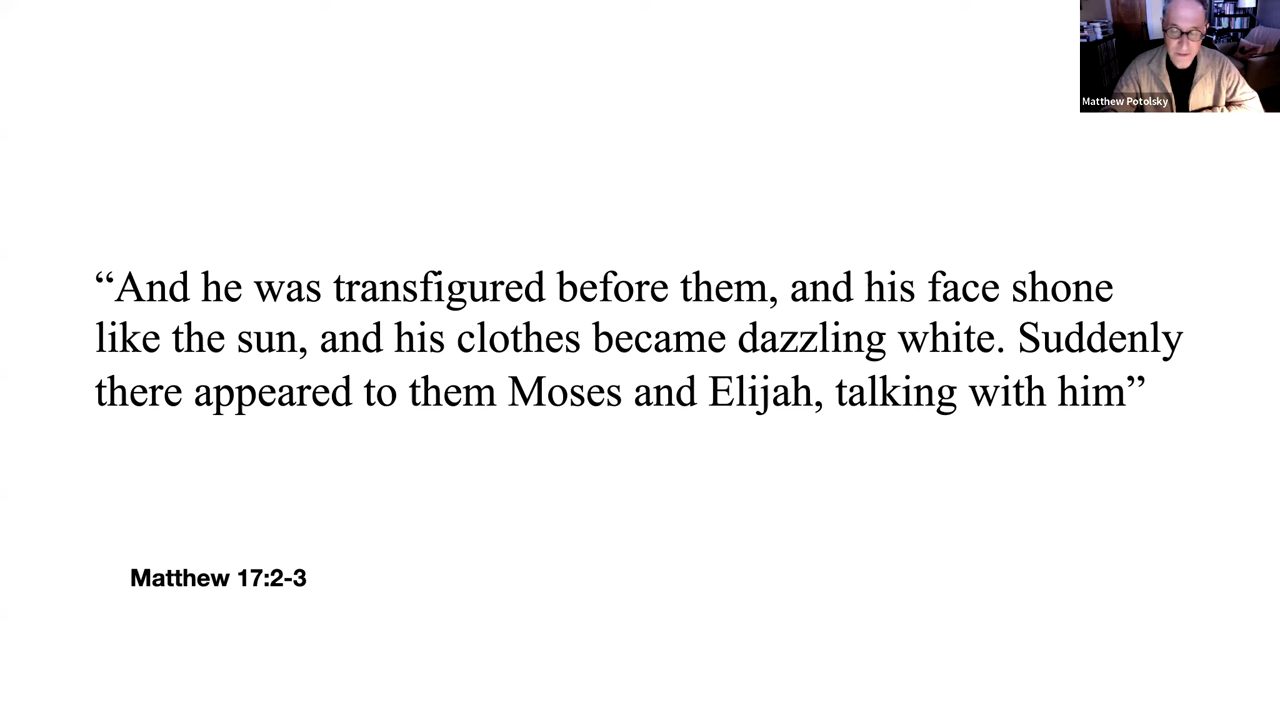 Matthew Potolsky
“And he was transfigured before them, and his face shone
like the sun, and his clothes became dazzling white. Suddenly
there appeared to them Moses and Elijah, talking with him”
Matthew 17:2-3